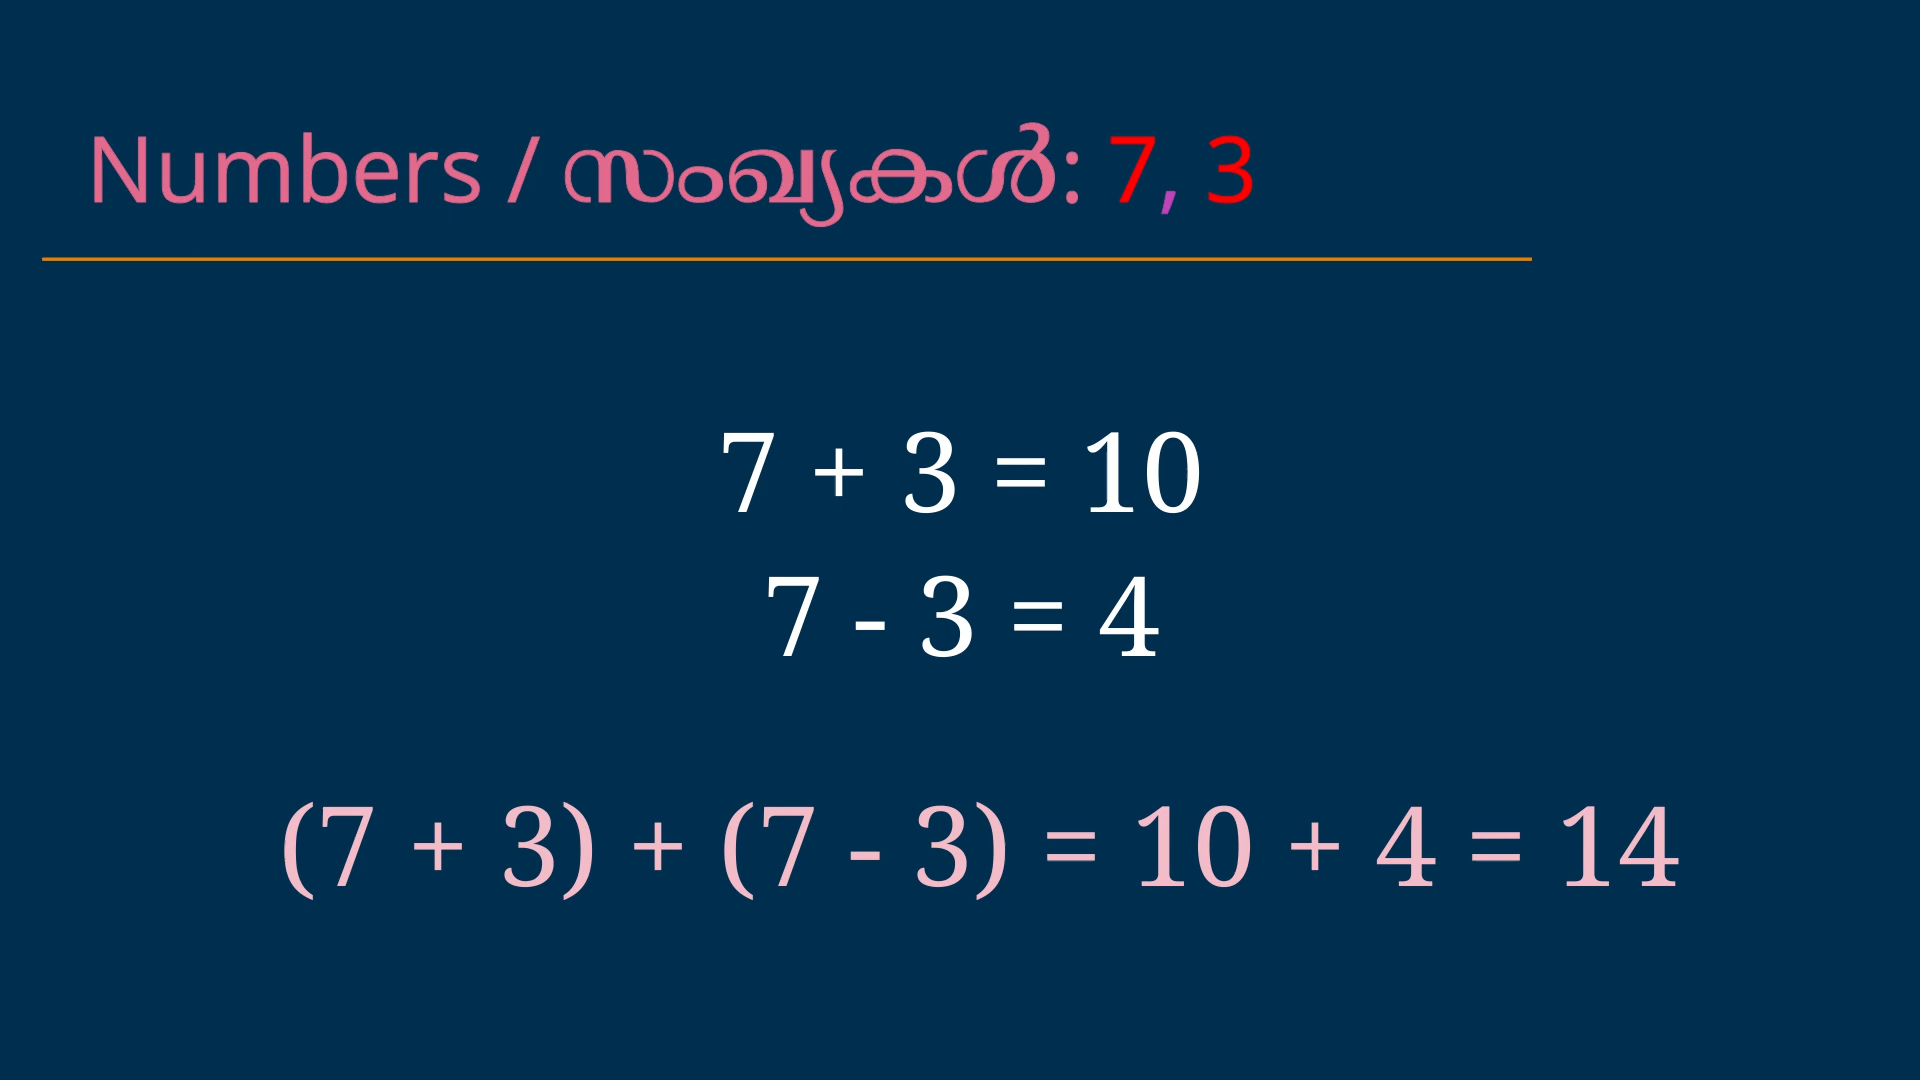 Numbers / സംഖ്യകൾ: 7, 3
7 + 3 = 10
7 - 3 = 4
(7 + 3) + (7 - 3) = 10 + 4 = 14